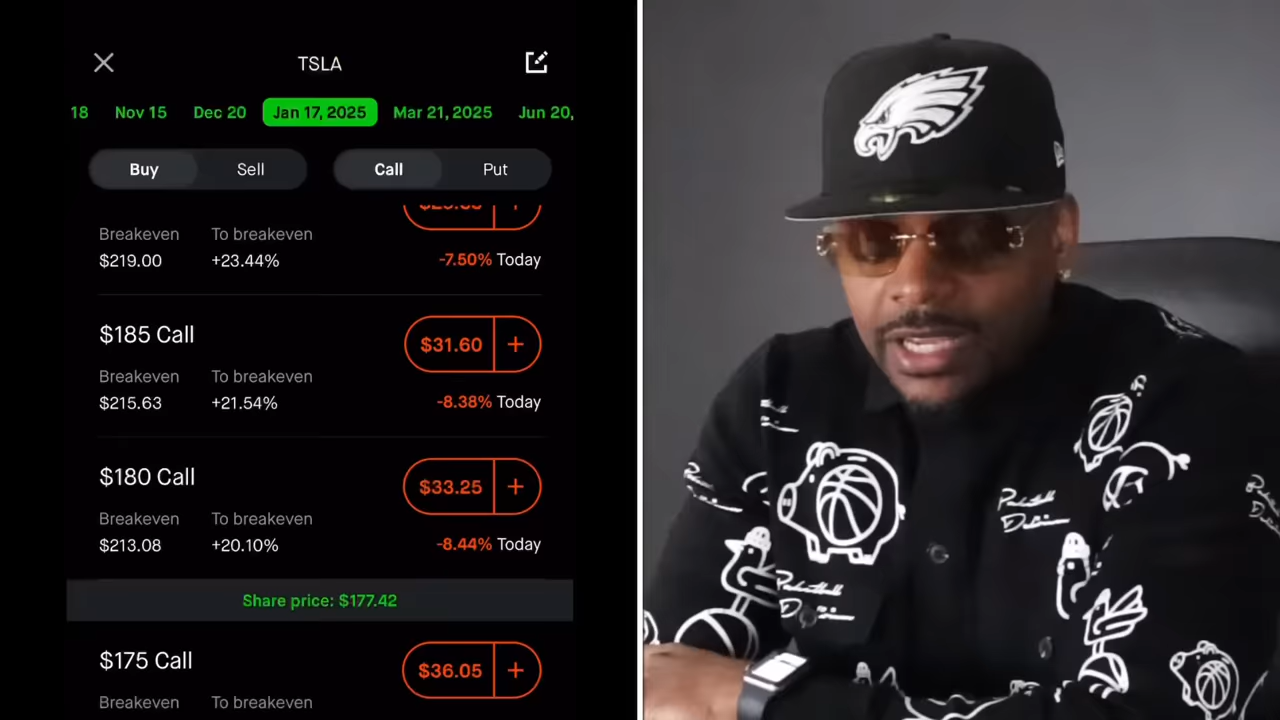 TSLA
18 Nov 15 Dec 20 Jan 17, 2025 Mar 21, 2025 Jun 20,
Buy Sell Call Put
Breakeven To breakeven
$219.00 +23.44% -7.50% Today
$185 Call $31.60 +
Breakeven To breakeven
$215.63 +21.54% -8.38% Today
$180 Call $33.25 +
Breakeven To breakeven
$213.08 +20.10% -8.44% Today
Share price: $177.42
$175 Call $36.05 +
Breakeven To breakeven